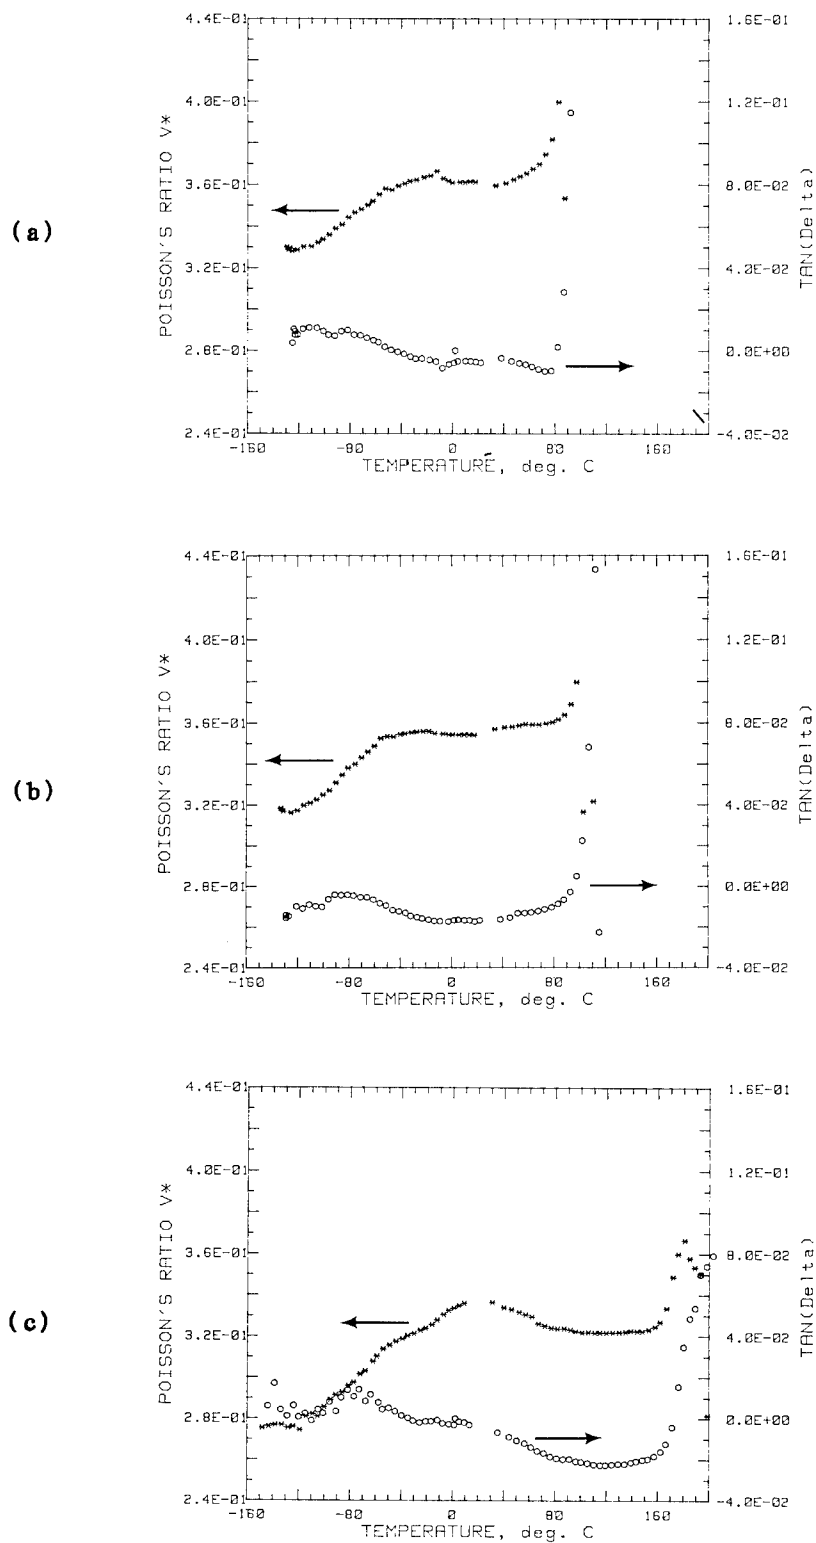 (a)
POISSON'S RATIO V*
4.4E-01
4.0E-01
3.6E-01
3.2E-01
2.8E-01
2.4E-01
1.6E-01
1.2E-01
8.0E-02
4.0E-02
0.0E+00
-4.0E-02
TAN(Delta)
-160 -80 0 80 160
TEMPERATURE, deg. C
(b)
POISSON'S RATIO V*
4.4E-01
4.0E-01
3.6E-01
3.2E-01
2.8E-01
2.4E-01
1.6E-01
1.2E-01
8.0E-02
4.0E-02
0.0E+00
-4.0E-02
TAN(Delta)
-160 -80 0 80 160
TEMPERATURE, deg. C
(c)
POISSON'S RATIO V*
4.4E-01
4.0E-01
3.6E-01
3.2E-01
2.8E-01
2.4E-01
1.6E-01
1.2E-01
8.0E-02
4.0E-02
0.0E+00
-4.0E-02
TAN(Delta)
-160 -80 0 80 160
TEMPERATURE, deg. C